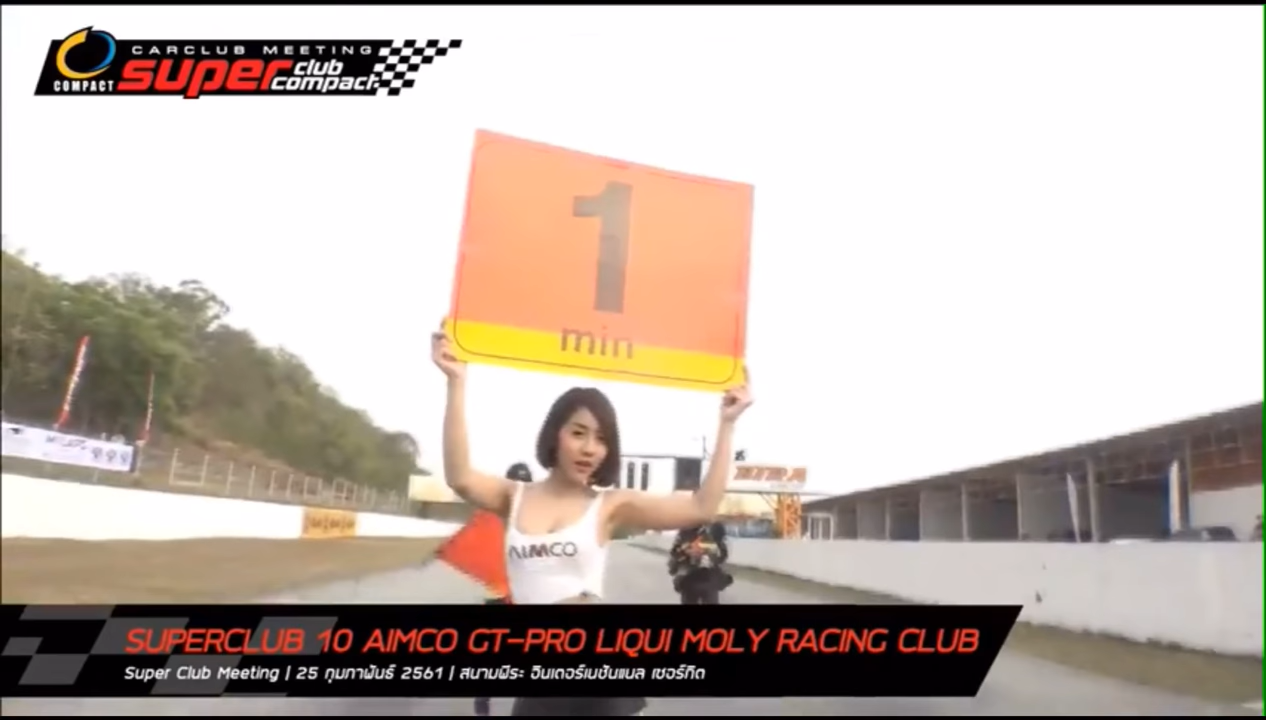 CARCLUB MEETING
super club compact
COMPACT
1
min
AIMCO
SUPERCLUB 10 AIMCO GT-PRO LIQUI MOLY RACING CLUB
Super Club Meeting | 25 กุมภาพันธ์ 2561 | สนามพีระ อินเตอร์เนชั่นแนล เซอร์กิต